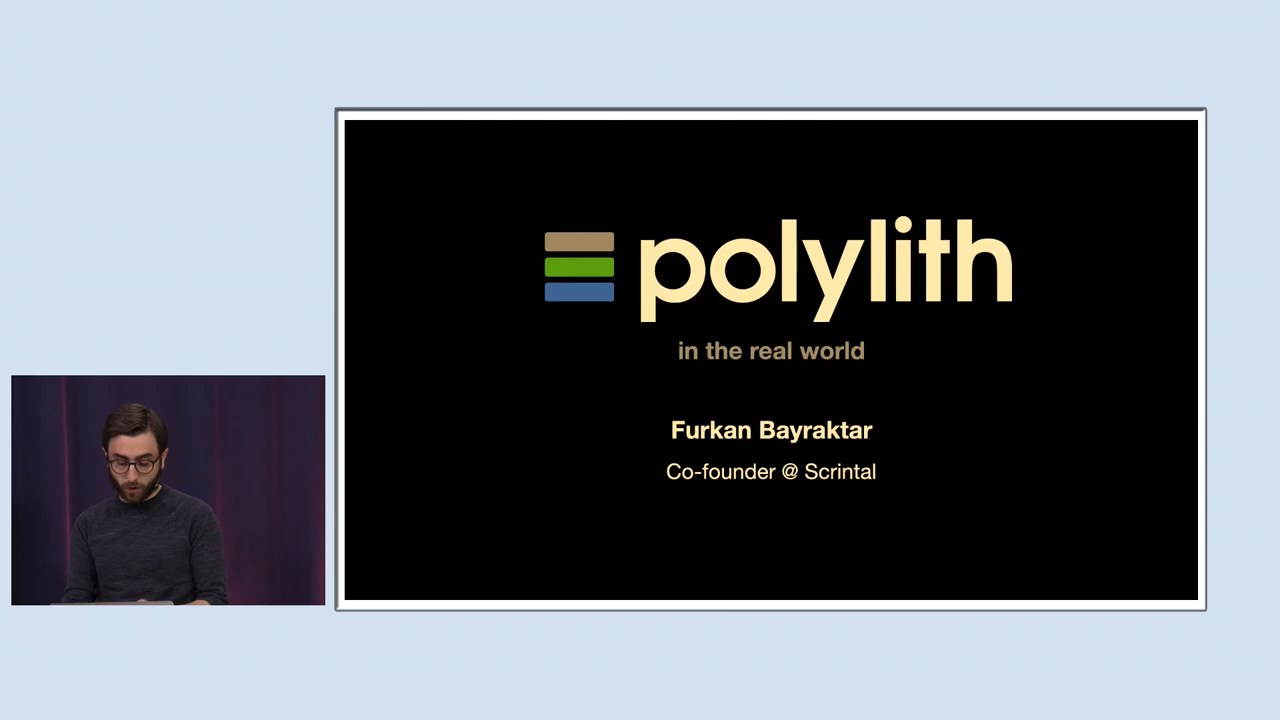 polylith
in the real world
Furkan Bayraktar
Co-founder @ Scrintal